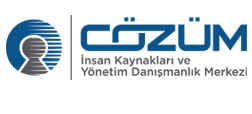 ÇÖZÜM
İnsan Kaynakları ve
Yönetim Danışmanlık Merkezi